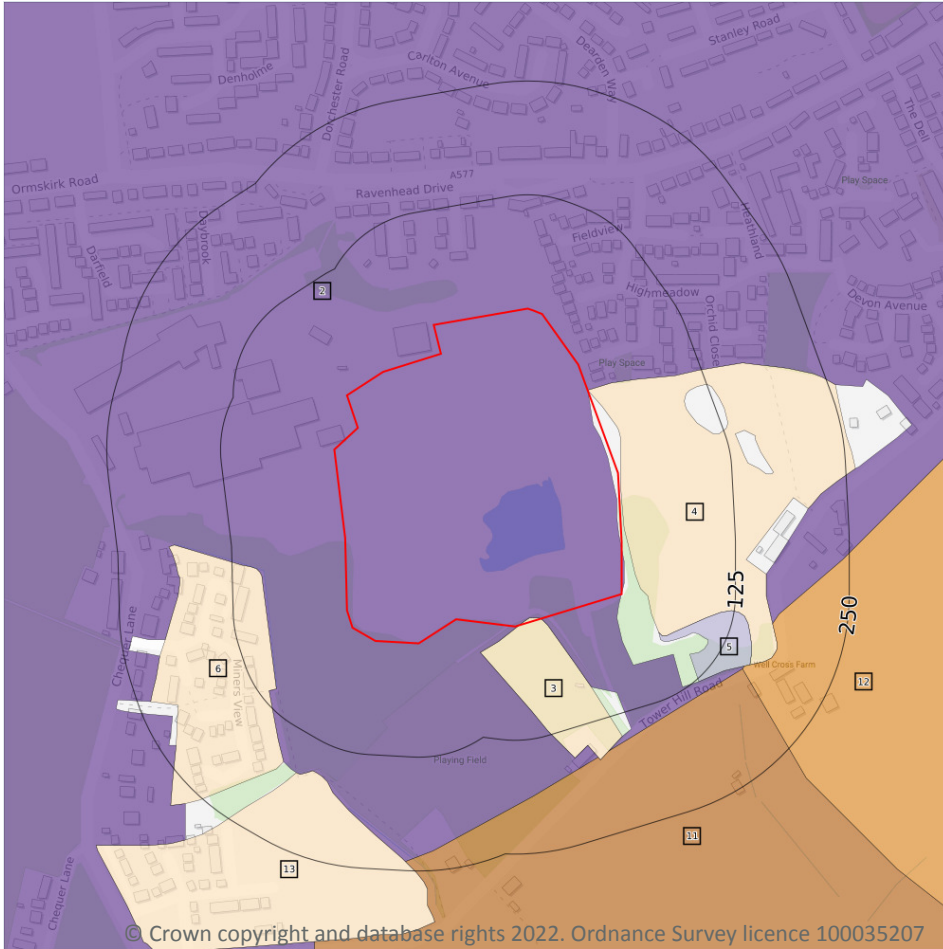 Stanley Road
Dearden Way
Carlton Avenue
Denholme
Dorchester Road
The Dell
A577
Ormskirk Road
Ravenhead Drive
Play Space
Daybrook
Darfield
Fieldview
Heathland
2
Highmeadow
Devon Avenue
Orchid Close
Play Space
4
125
250
Chequer Lane
5
6
Well Cross Farm
12
3
Miners View
Tower Hill Road
Playing Field
11
13
Chequer Lane
© Crown copyright and database rights 2022. Ordnance Survey licence 100035207